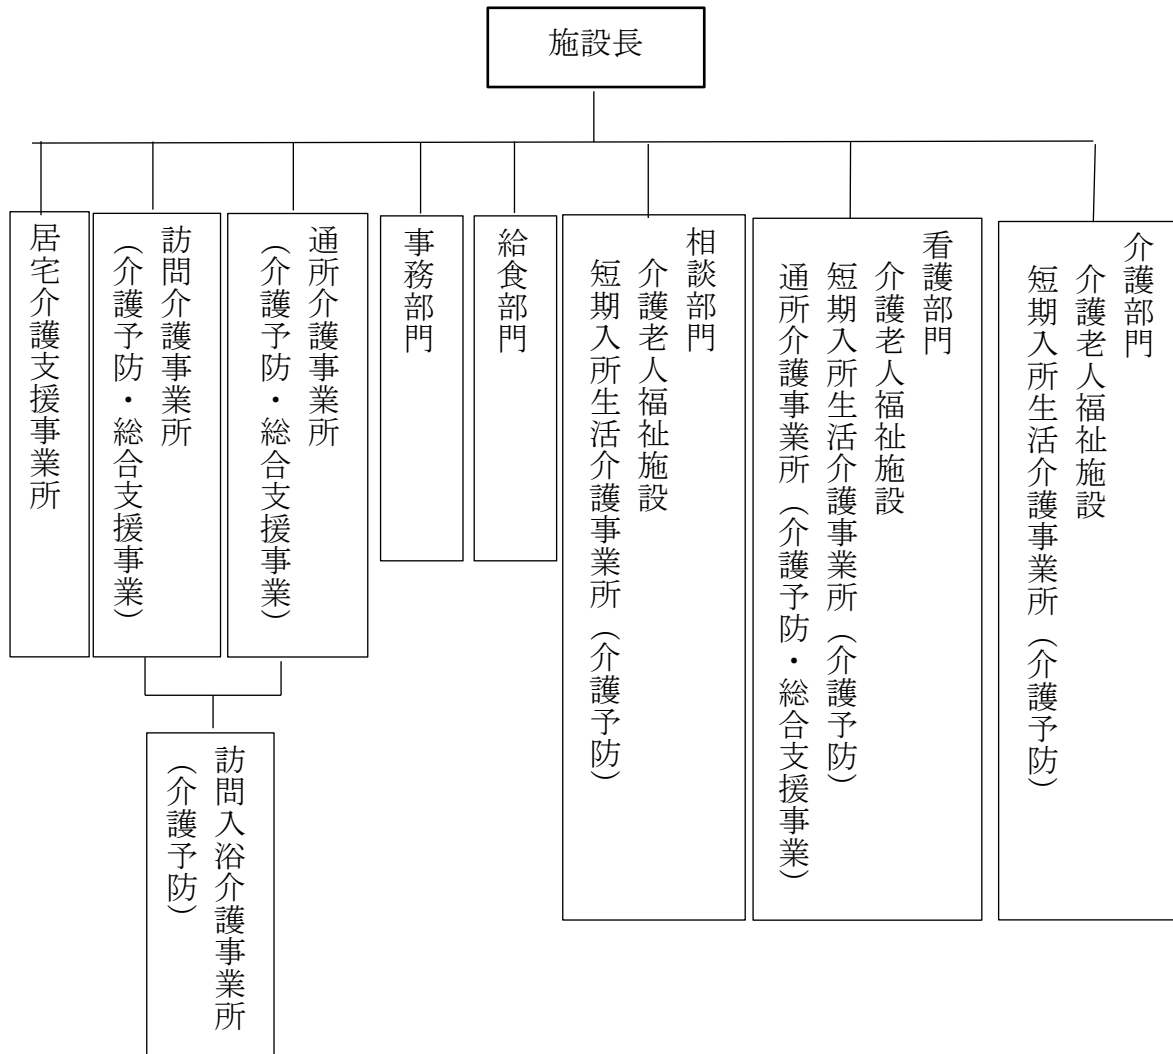 施設長
介護部門
介護老人福祉施設
短期入所生活介護事業所（介護予防）
看護部門
介護老人福祉施設
短期入所生活介護事業所（介護予防）
通所介護事業所（介護予防・総合支援事業）
相談部門
介護老人福祉施設
短期入所生活介護事業所（介護予防）
給食部門
事務部門
通所介護事業所
（介護予防・総合支援事業）
訪問介護事業所
（介護予防・総合支援事業）
居宅介護支援事業所
訪問入浴介護事業所
（介護予防）